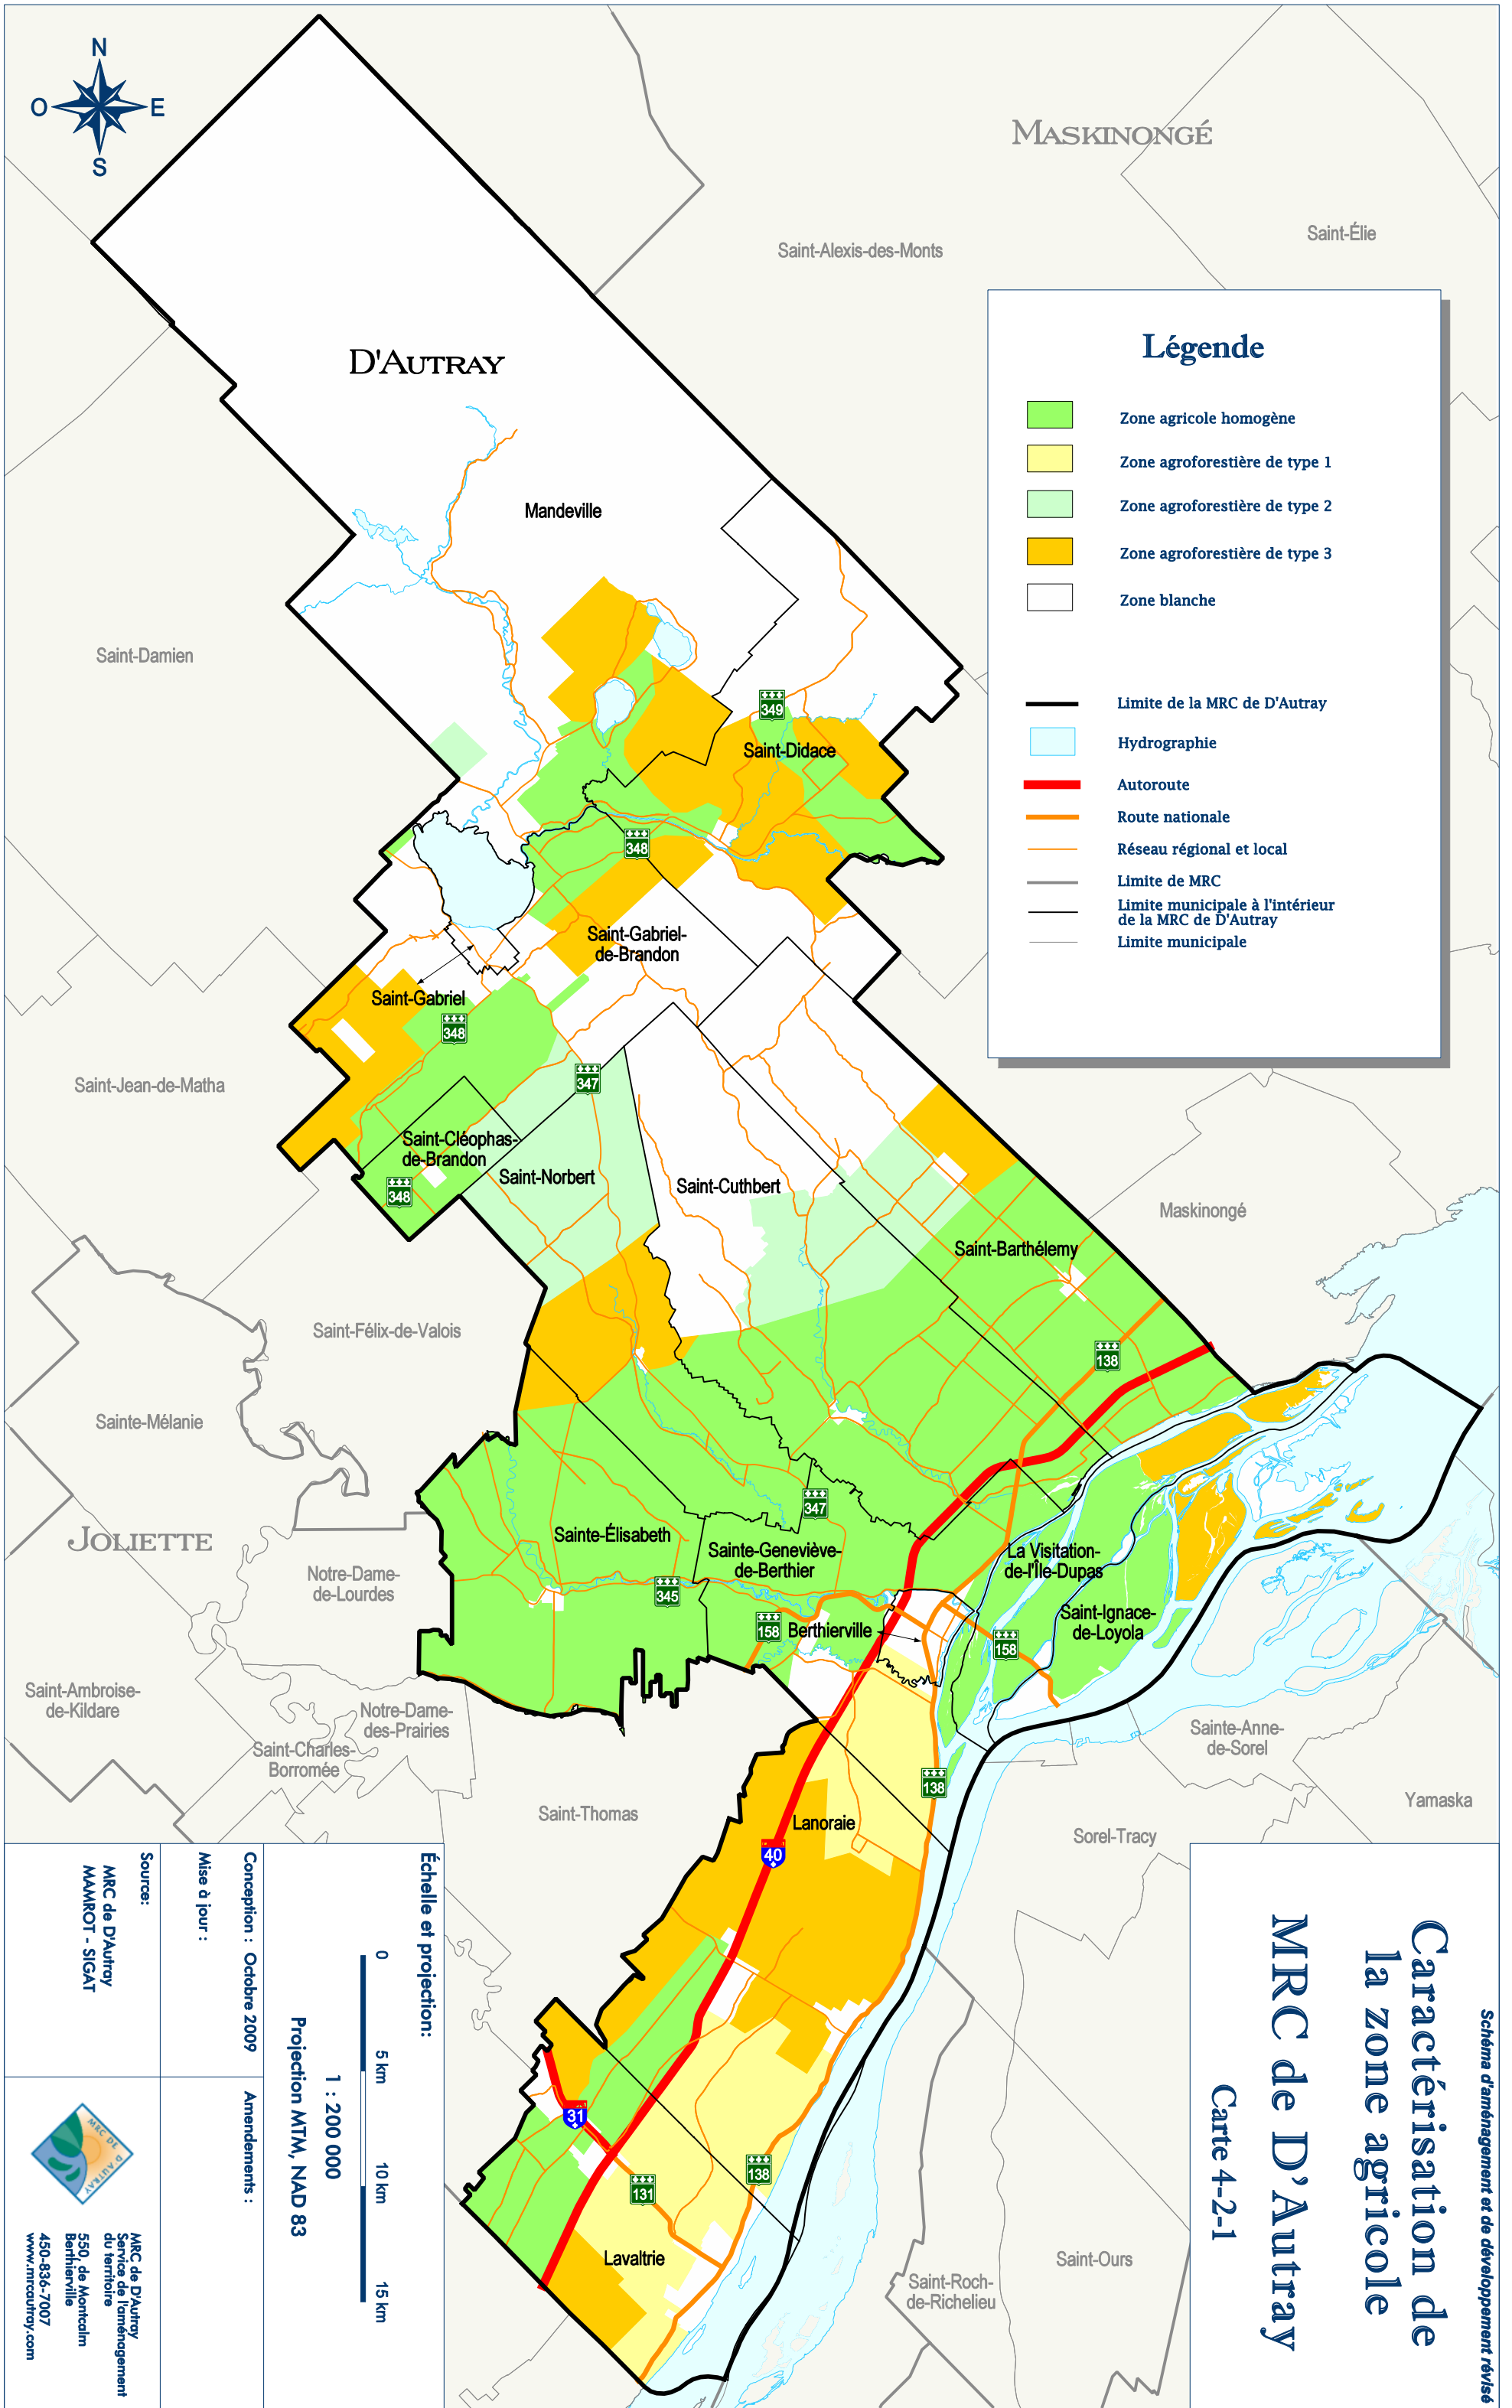 N
O
E
S
MASKINONGÉ
Saint-Élie
Saint-Alexis-des-Monts
D'AUTRAY
Légende
Zone agricole homogène
Zone agroforestière de type 1
Zone agroforestière de type 2
Zone agroforestière de type 3
Zone blanche
Limite de la MRC de D'Autray
Hydrographie
Autoroute
Route nationale
Réseau régional et local
Limite de MRC
Limite municipale à l'intérieur
de la MRC de D'Autray
Limite municipale
Mandeville
Saint-Damien
349
Saint-Didace
348
Saint-Gabriel-
de-Brandon
Saint-Gabriel
348
347
Saint-Jean-de-Matha
Saint-Cléophas-
de-Brandon
348
Saint-Norbert
Saint-Cuthbert
Maskinongé
Saint-Barthélemy
138
Saint-Félix-de-Valois
Sainte-Mélanie
JOLIETTE
347
Sainte-Élisabeth
Sainte-Geneviève-
de-Berthier
La Visitation-
de-l'Île-Dupas
Notre-Dame-
de-Lourdes
345
158
Berthierville
Saint-Ignace-
de-Loyola
158
Saint-Ambroise-
de-Kildare
Notre-Dame-
des-Prairies
Saint-Charles-
Borromée
Sainte-Anne-
de-Sorel
138
Saint-Thomas
Lanoraie
Yamaska
Sorel-Tracy
40
31
131
138
Lavaltrie
Saint-Ours
Saint-Roch-
de-Richelieu
Échelle et projection:
0
5 km
10 km
15 km
1 : 200 000
Projection MTM, NAD 83
Conception : Octobre 2009
Mise à jour :
Amendements :
Source:
MRC de D'Autray
MAMROT - SIGAT
MRC DE D'AUTRAY
MRC de D'Autray
Service de l'aménagement
du territoire
550, de Montcalm
Berthierville
450-836-7007
www.mrcautray.com
Schéma d'aménagement et de développement révisé
Caractérisation de
la zone agricole
MRC de D'Autray
Carte 4-2-1